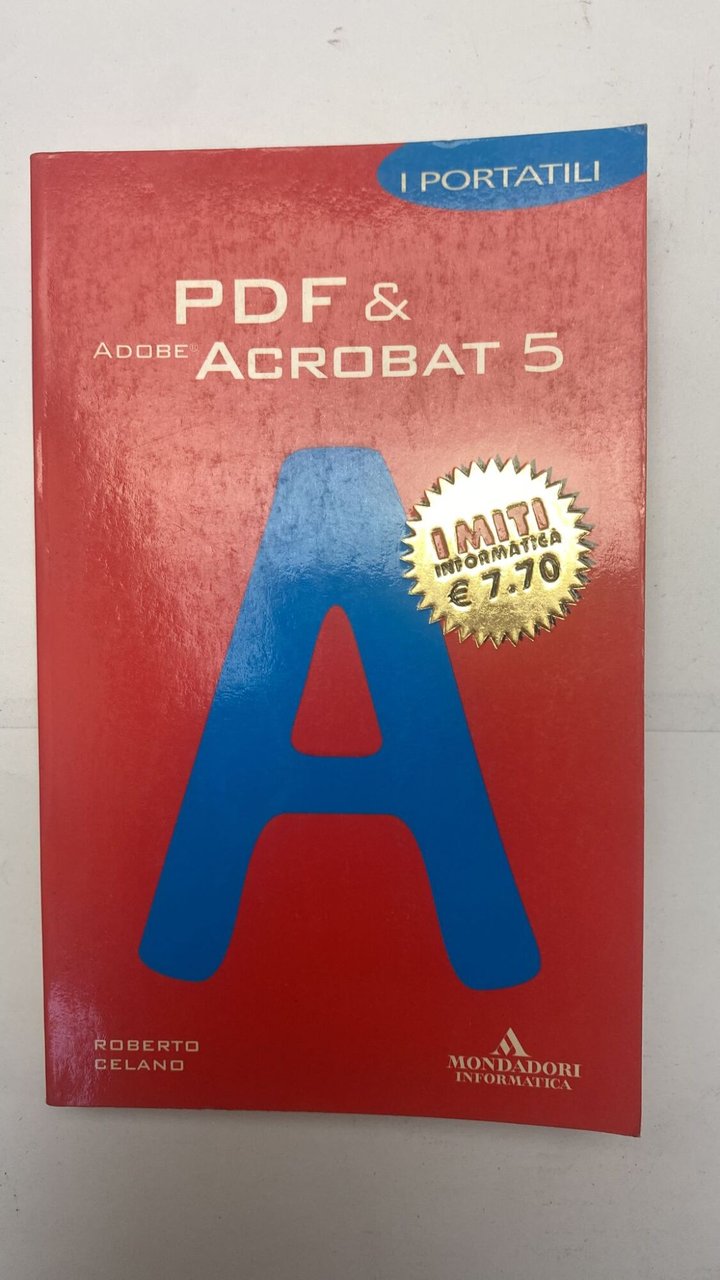 I PORTATILI
PDF &
ADOBE® ACROBAT 5
I MITI
INFORMATICA
€ 7.70
ROBERTO
CELANO
MONDADORI
INFORMATICA